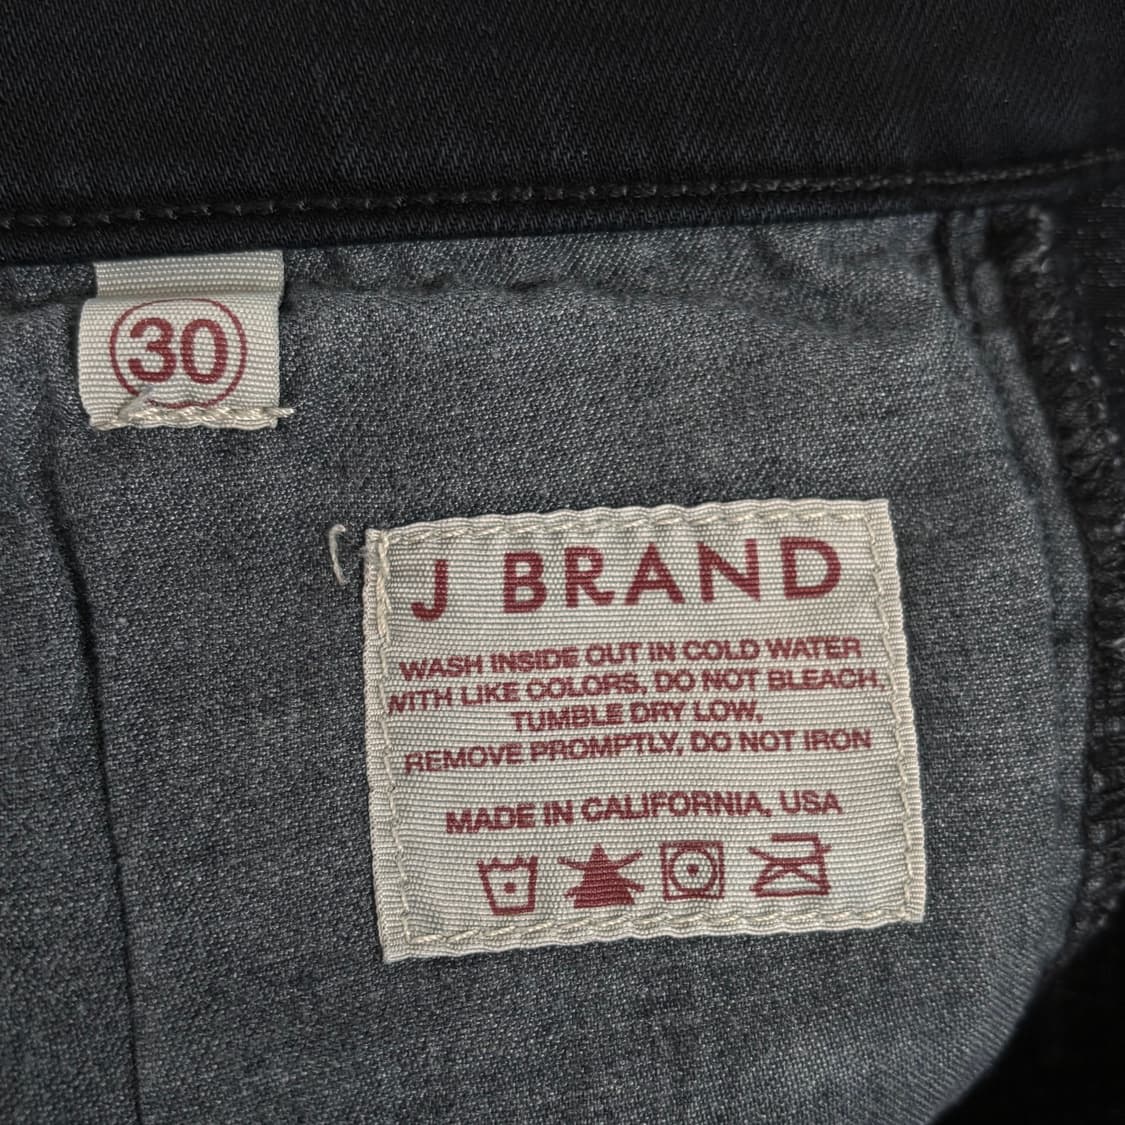 30
J BRAND
WASH INSIDE OUT IN COLD WATER
WITH LIKE COLORS, DO NOT BLEACH.
TUMBLE DRY LOW,
REMOVE PROMPTLY, DO NOT IRON
MADE IN CALIFORNIA, USA